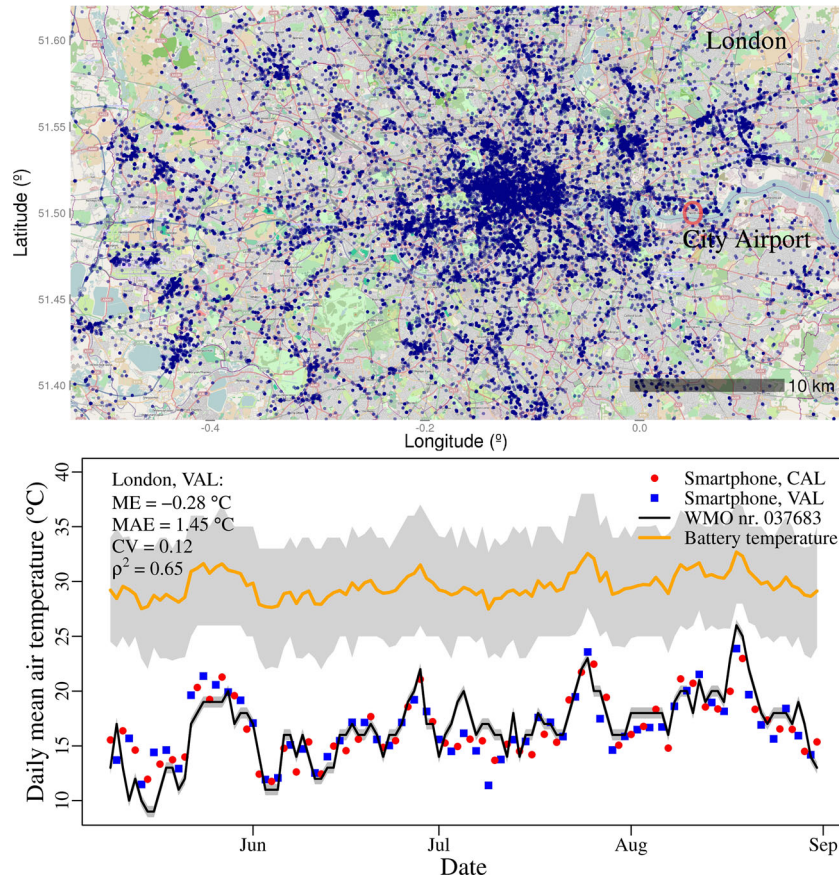 London
City Airport
10 km
51.60
51.55
51.50
51.45
51.40
Latitude (º)
-0.4
-0.2
0.0
Longitude (º)
London, VAL:
ME = −0.28 °C
MAE = 1.45 °C
CV = 0.12
ρ² = 0.65
Smartphone, CAL
Smartphone, VAL
WMO nr. 037683
Battery temperature
Daily mean air temperature (°C)
40
35
30
25
20
15
10
Jun
Jul
Aug
Sep
Date